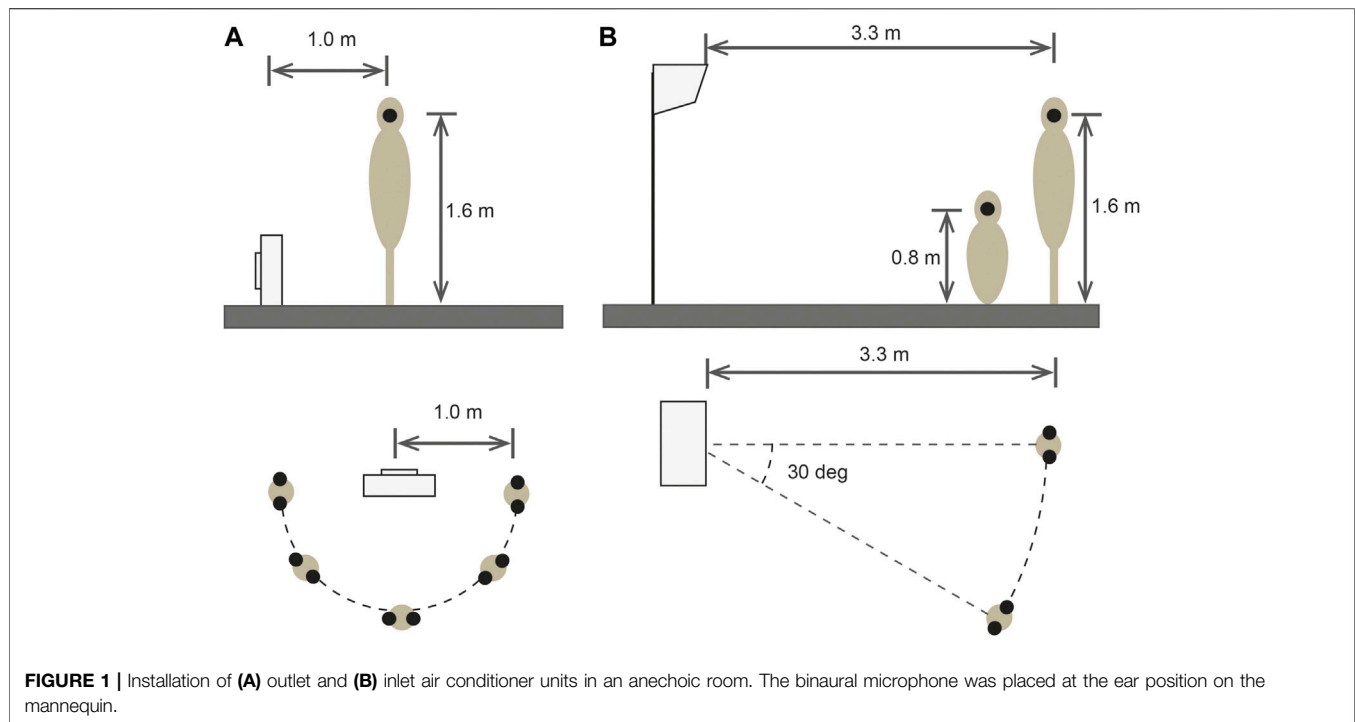 A
1.0 m
1.6 m
B
3.3 m
0.8 m
1.6 m
1.0 m
3.3 m
30 deg
FIGURE 1 | Installation of (A) outlet and (B) inlet air conditioner units in an anechoic room. The binaural microphone was placed at the ear position on the
mannequin.